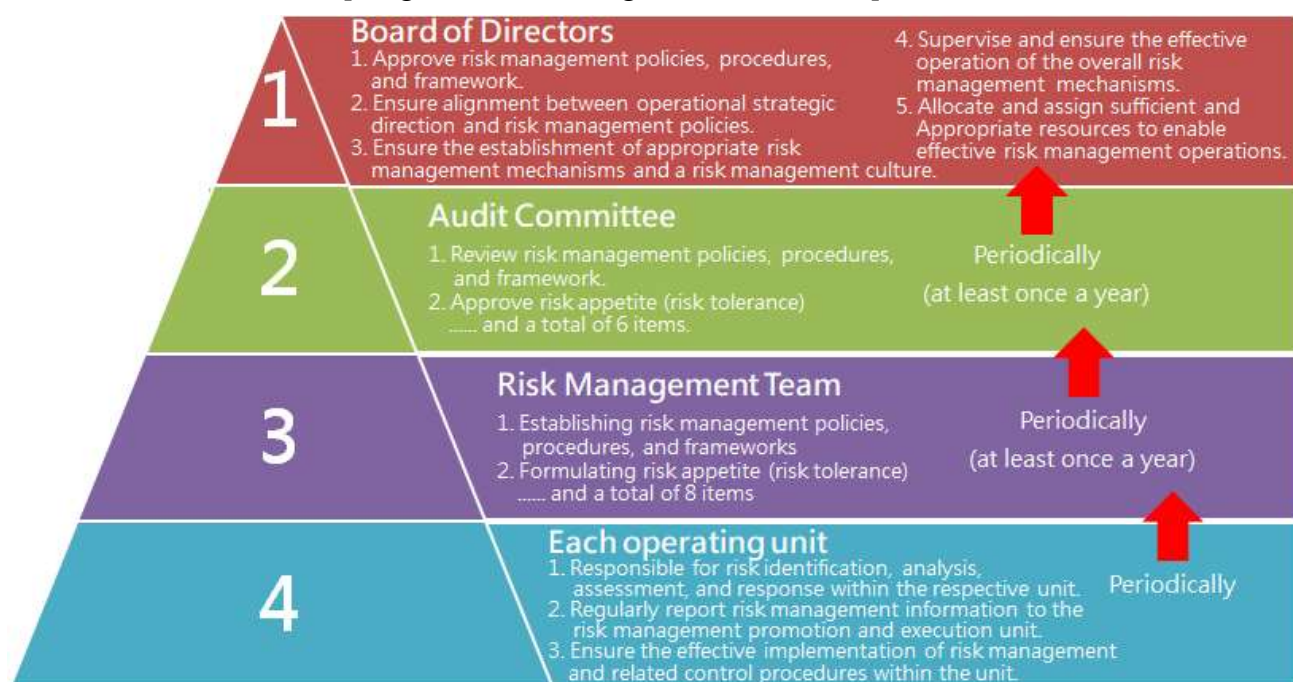 1
Board of Directors
1. Approve risk management policies, procedures,
and framework.
2. Ensure alignment between operational strategic
direction and risk management policies.
3. Ensure the establishment of appropriate risk
management mechanisms and a risk management culture.
4. Supervise and ensure the effective
operation of the overall risk
management mechanisms.
5. Allocate and assign sufficient and
Appropriate resources to enable
effective risk management operations.
2
Audit Committee
1. Review risk management policies, procedures,
and framework.
2. Approve risk appetite (risk tolerance)
...... and a total of 6 items.
Periodically
(at least once a year)
3
Risk Management Team
1. Establishing risk management policies,
procedures, and frameworks
2. Formulating risk appetite (risk tolerance)
...... and a total of 8 items
Periodically
(at least once a year)
4
Each operating unit
1. Responsible for risk identification, analysis,
assessment, and response within the respective unit.
2. Regularly report risk management information to the
risk management promotion and execution unit.
3. Ensure the effective implementation of risk management
and related control procedures within the unit.
Periodically